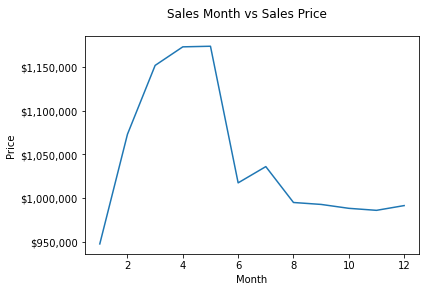 Sales Month vs Sales Price
$1,150,000
$1,100,000
$1,050,000
$1,000,000
$950,000
Price
2 4 6 8 10 12
Month